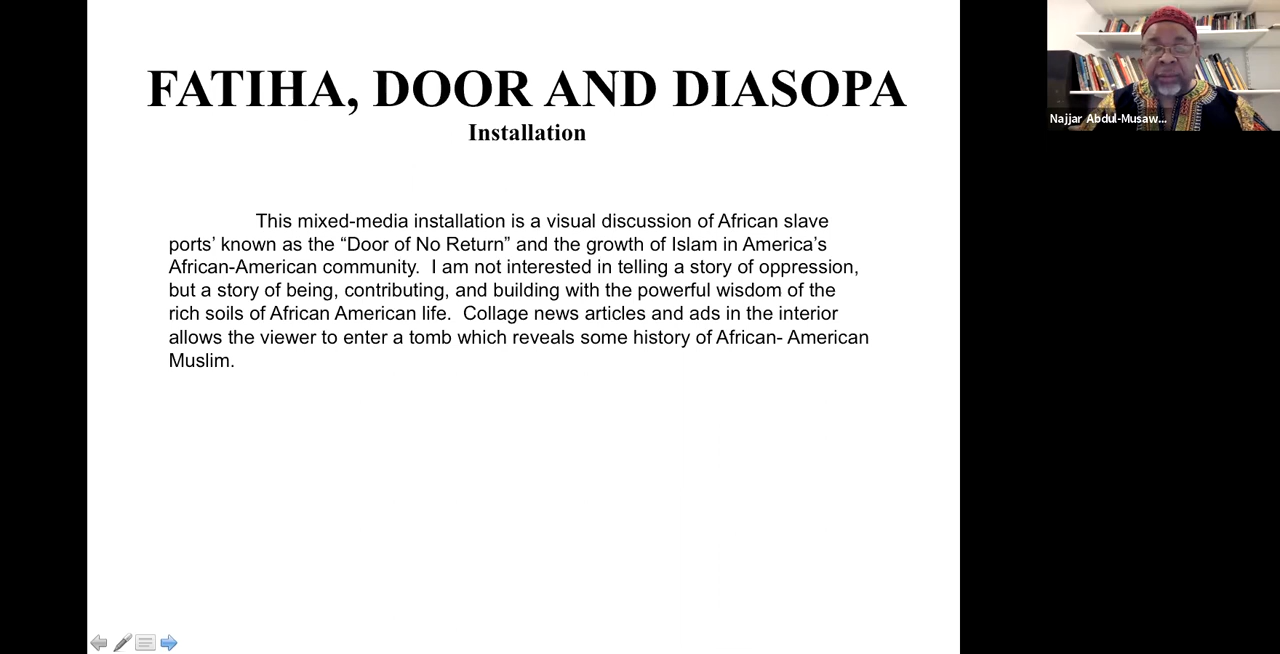 FATIHA, DOOR AND DIASOPA
Installation
This mixed-media installation is a visual discussion of African slave
ports’ known as the “Door of No Return” and the growth of Islam in America’s
African-American community.  I am not interested in telling a story of oppression,
but a story of being, contributing, and building with the powerful wisdom of the
rich soils of African American life.  Collage news articles and ads in the interior
allows the viewer to enter a tomb which reveals some history of African- American
Muslim.
Najjar Abdul-Musaw...